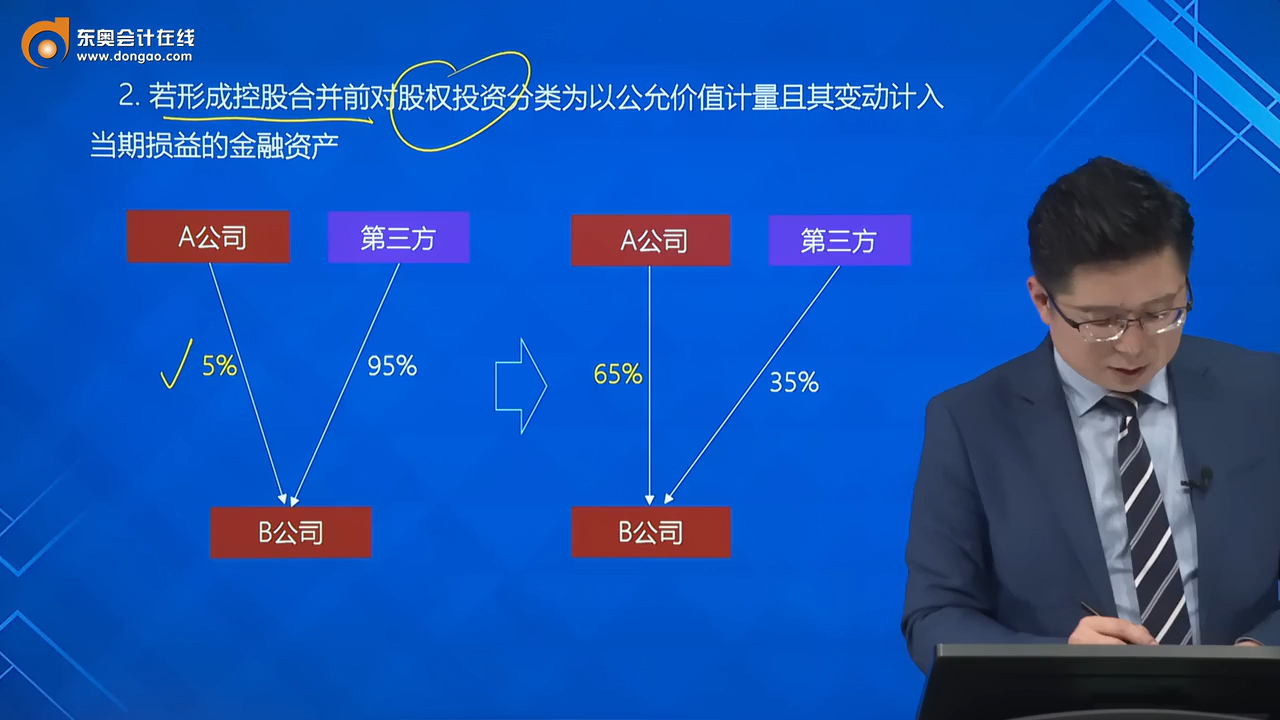 东奥会计在线
www.dongao.com
2. 若形成控股合并前对股权投资分类为以公允价值计量且其变动计入
当期损益的金融资产
A公司
第三方
A公司
第三方
5%
95%
65%
35%
B公司
B公司